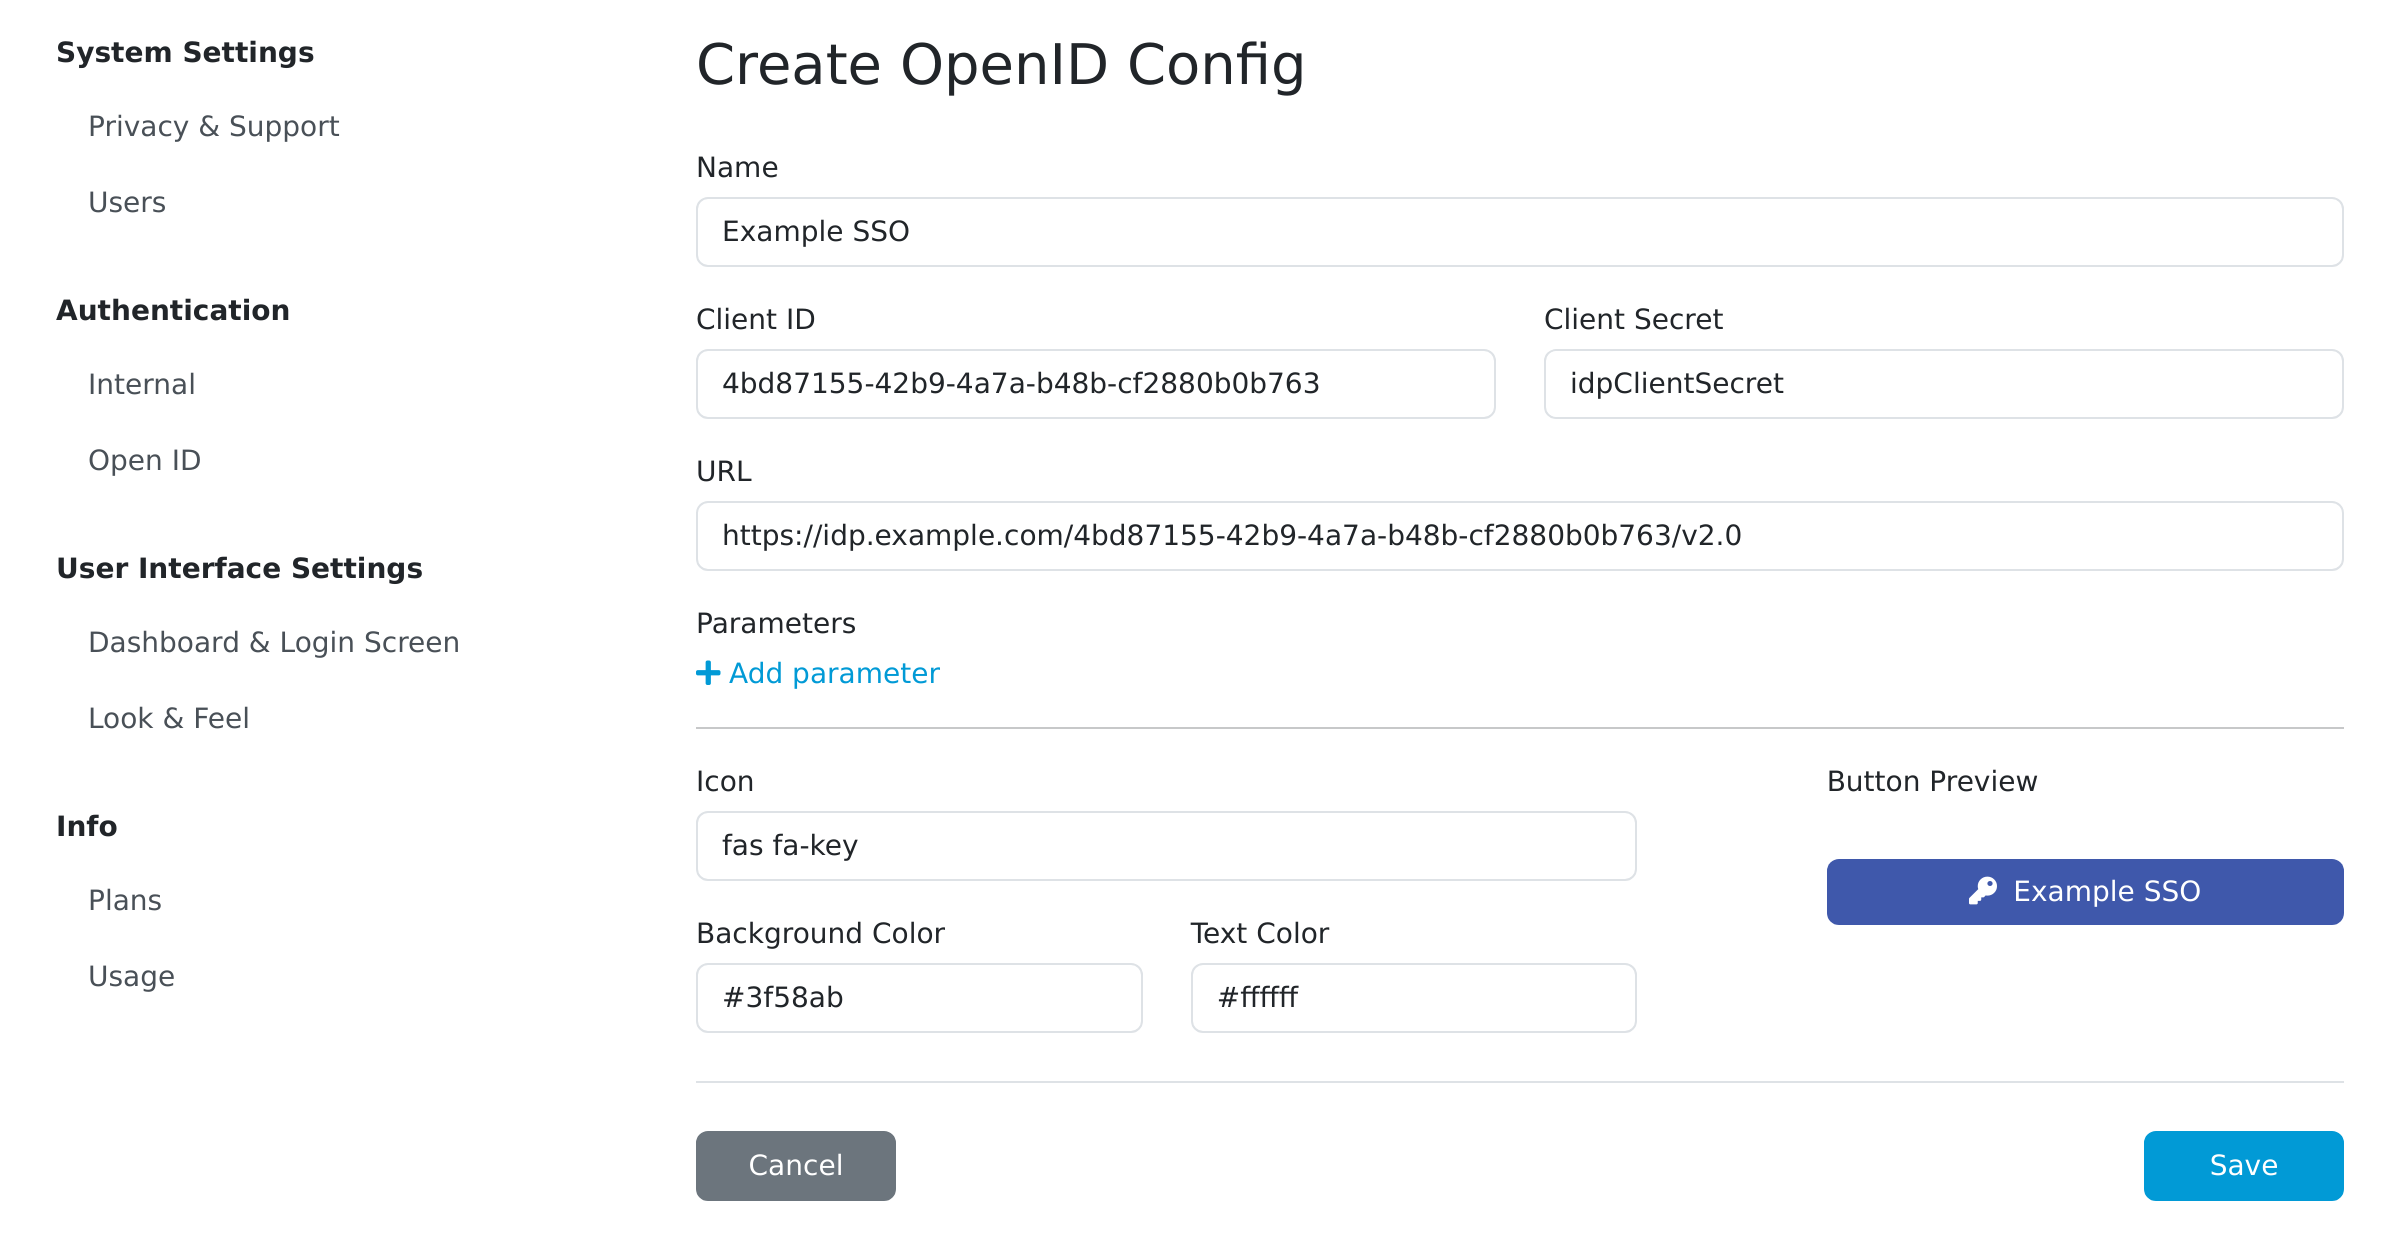 System Settings
Privacy & Support
Users
Authentication
Internal
Open ID
User Interface Settings
Dashboard & Login Screen
Look & Feel
Info
Plans
Usage
Create OpenID Config
Name
Example SSO
Client ID
4bd87155-42b9-4a7a-b48b-cf2880b0b763
Client Secret
idpClientSecret
URL
https://idp.example.com/4bd87155-42b9-4a7a-b48b-cf2880b0b763/v2.0
Parameters
Add parameter
Icon
fas fa-key
Background Color
#3f58ab
Text Color
#ffffff
Button Preview
Example SSO
Cancel
Save